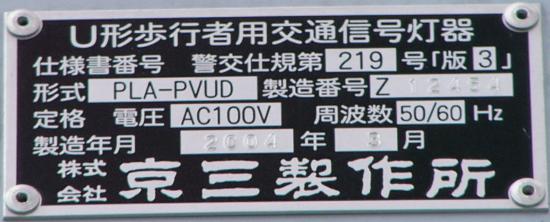 U形歩行者用交通信号灯器
仕様書番号 警交仕規第 219 号「版 3」
形式 PLA-PVUD 製造番号 Z 12484
定格 電圧 AC100V 周波数 50/60 Hz
製造年月 2004 年 3 月
株式会社 京三製作所